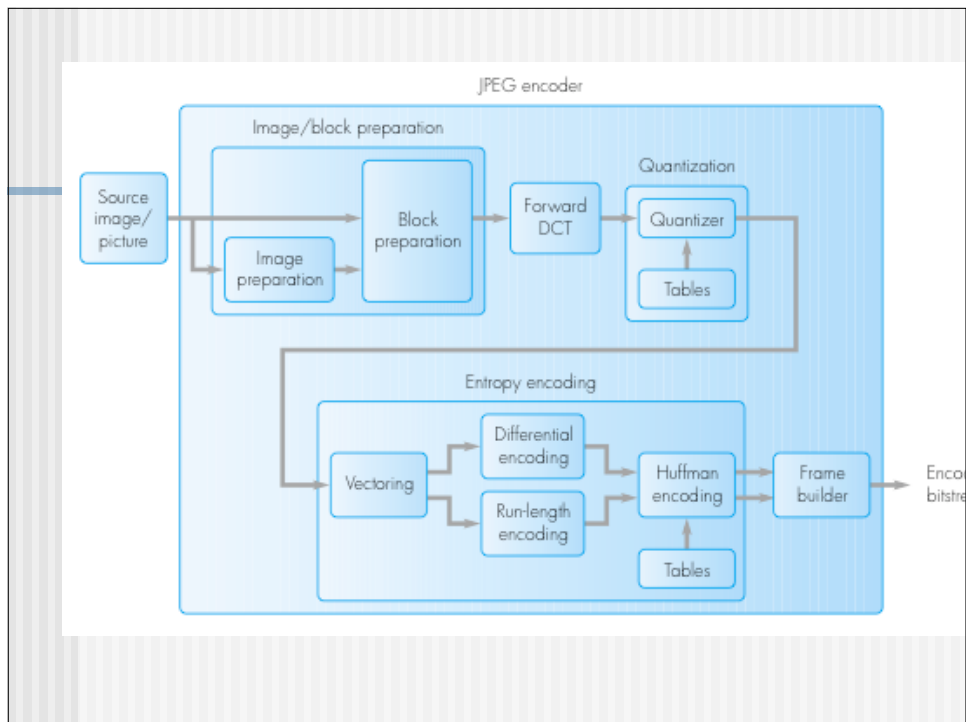 JPEG encoder
Image/block preparation
Source
image/
picture
Image
preparation
Block
preparation
Forward
DCT
Quantization
Quantizer
Tables
Entropy encoding
Vectoring
Differential
encoding
Run-length
encoding
Huffman
encoding
Tables
Frame
builder